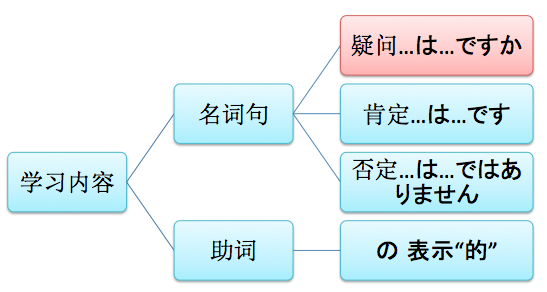 学习内容
名词句
疑问...は...ですか
肯定...は...です
否定...は...ではあ
りません
助词
の 表示“的”